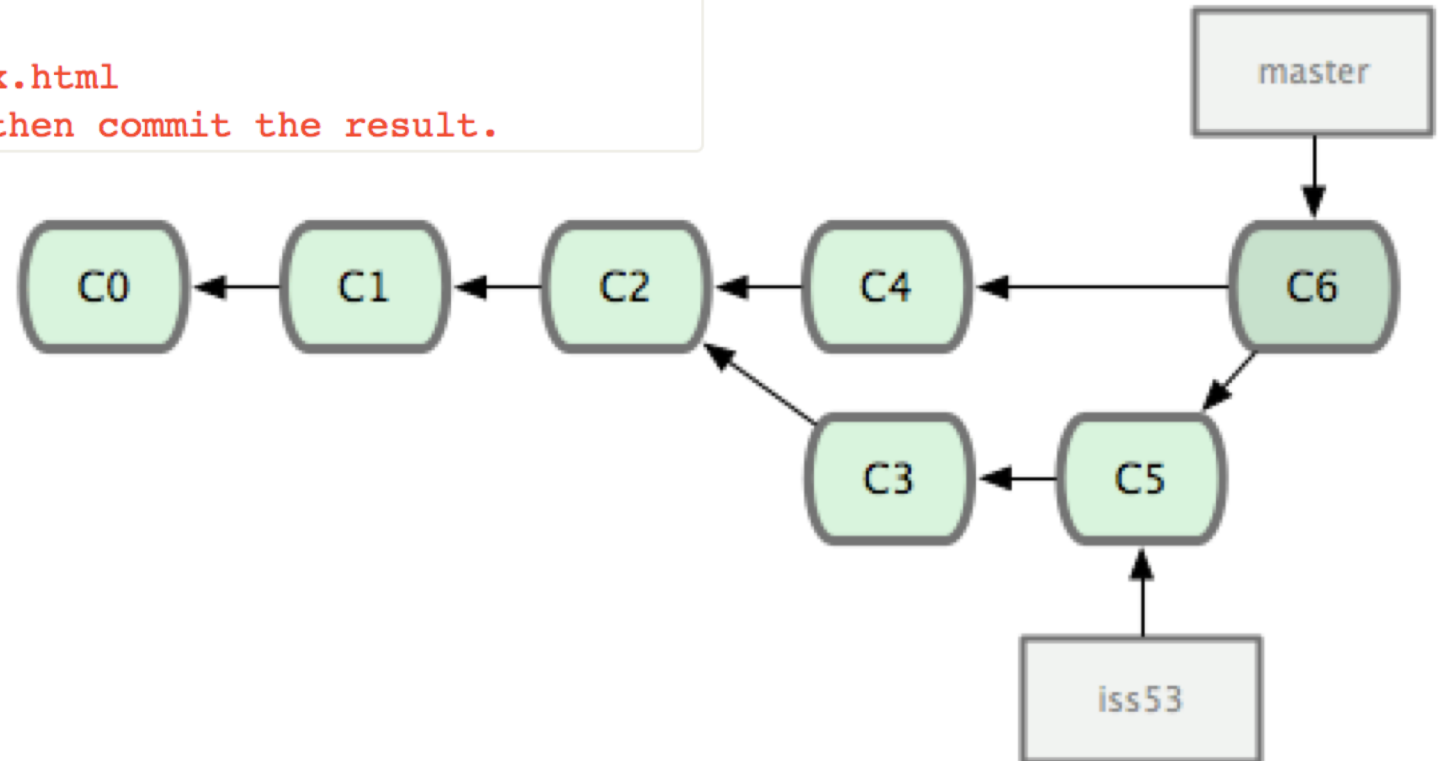 x.html
then commit the result.
master
C0
C1
C2
C4
C6
C3
C5
iss53